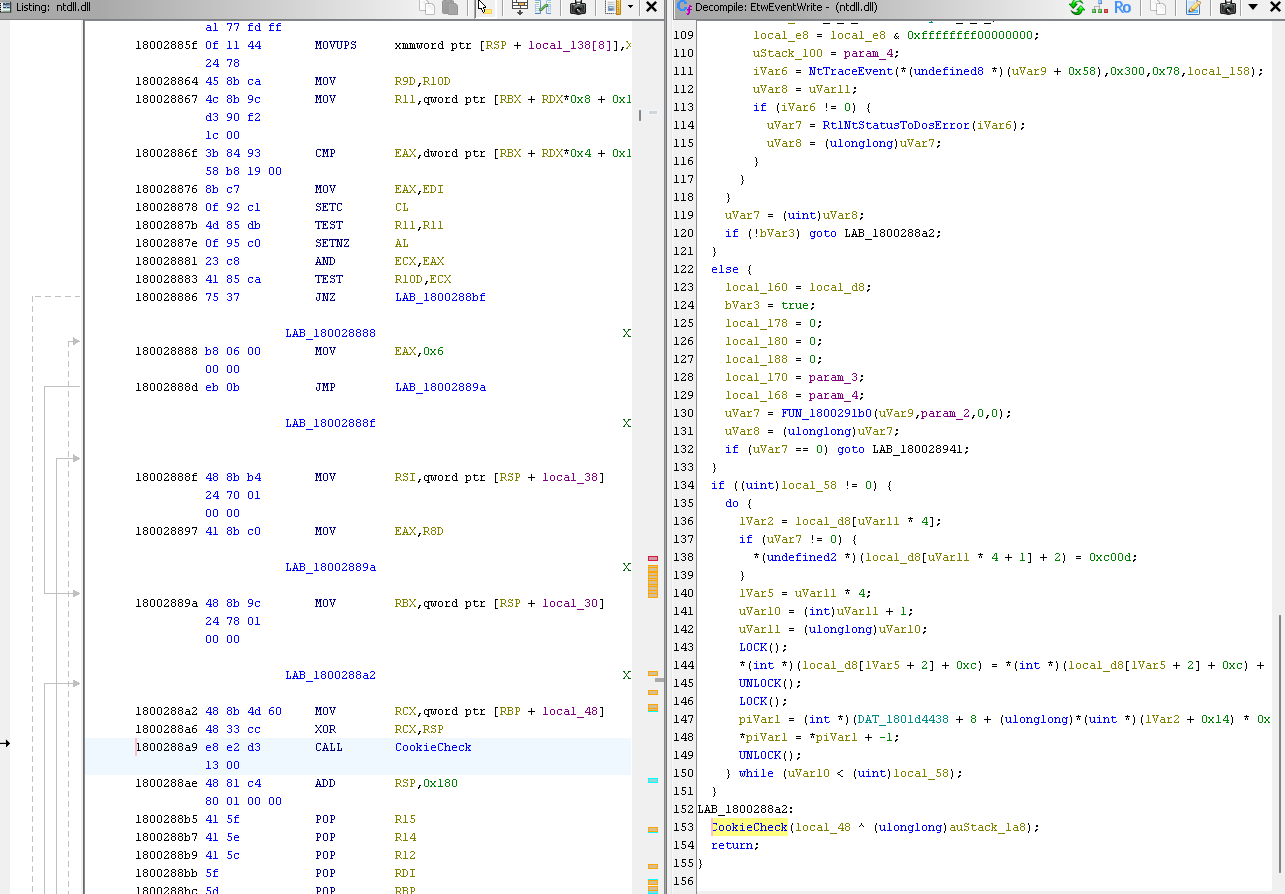 Listing: ntdll.dll
al 77 fd ff
18002885f 0f 11 44 MOVUPS xmmword ptr [RSP + local_138[8]],X
24 78
180028864 45 8b ca MOV R9D,R10D
180028867 4c 8b 9c MOV R11,qword ptr [RBX + RDX*0x8 + 0x1
d3 90 f2
1c 00
18002886f 3b 84 93 CMP EAX,dword ptr [RBX + RDX*0x4 + 0x1
58 b8 19 00
180028876 8b c7 MOV EAX,EDI
180028878 0f 92 c1 SETC CL
18002887b 4d 85 db TEST R11,R11
18002887e 0f 95 c0 SETNZ AL
180028881 23 c8 AND ECX,EAX
180028883 41 85 ca TEST R10D,ECX
180028886 75 37 JNZ LAB_1800288bf
LAB_180028888 X
180028888 b8 06 00 MOV EAX,0x6
00 00
18002888d eb 0b JMP LAB_18002889a
LAB_18002888f X
18002888f 48 8b b4 MOV RSI,qword ptr [RSP + local_38]
24 70 01
00 00
180028897 41 8b c0 MOV EAX,R8D
LAB_18002889a X
18002889a 48 8b 9c MOV RBX,qword ptr [RSP + local_30]
24 78 01
00 00
LAB_1800288a2 X
1800288a2 48 8b 4d 60 MOV RCX,qword ptr [RBP + local_48]
1800288a6 48 33 cc XOR RCX,RSP
1800288a9 e8 e2 d3 CALL CookieCheck
13 00
1800288ae 48 81 c4 ADD RSP,0x180
80 01 00 00
1800288b5 41 5f POP R15
1800288b7 41 5e POP R14
1800288b9 41 5c POP R12
1800288bb 5f POP RDI
1800288bc 5d POP RBP
Decompile: EtwEventWrite - (ntdll.dll)
Ro
109 local_e8 = local_e8 & 0xffffffff00000000;
110 uStack_100 = param_4;
111 iVar6 = NtTraceEvent(*(undefined8 *)(uVar9 + 0x58),0x300,0x78,local_158);
112 uVar8 = uVar11;
113 if (iVar6 != 0) {
114 uVar7 = RtlNtStatusToDosError(iVar6);
115 uVar8 = (ulonglong)uVar7;
116 }
117 }
118 }
119 uVar7 = (uint)uVar8;
120 if (!bVar3) goto LAB_1800288a2;
121 }
122 else {
123 local_160 = local_d8;
124 bVar3 = true;
125 local_178 = 0;
126 local_180 = 0;
127 local_188 = 0;
128 local_170 = param_3;
129 local_168 = param_4;
130 uVar7 = FUN_1800291b0(uVar9,param_2,0,0);
131 uVar8 = (ulonglong)uVar7;
132 if (uVar7 == 0) goto LAB_180028941;
133 }
134 if ((uint)local_58 != 0) {
135 do {
136 lVar2 = local_d8[uVar11 * 4];
137 if (uVar7 != 0) {
138 *(undefined2 *)(local_d8[uVar11 * 4 + 1] + 2) = 0xc00d;
139 }
140 lVar5 = uVar11 * 4;
141 uVar10 = (int)uVar11 + 1;
142 uVar11 = (ulonglong)uVar10;
143 LOCK();
144 *(int *)(local_d8[lVar5 + 2] + 0xc) = *(int *)(local_d8[lVar5 + 2] + 0xc) +
145 UNLOCK();
146 LOCK();
147 piVar1 = (int *)(DAT_1801d4438 + 8 + (ulonglong)*(uint *)(lVar2 + 0x14) * 0x
148 *piVar1 = *piVar1 + -1;
149 UNLOCK();
150 } while (uVar10 < (uint)local_58);
151 }
152 LAB_1800288a2:
153 CookieCheck(local_48 ^ (ulonglong)auStack_1a8);
154 return;
155 }
156